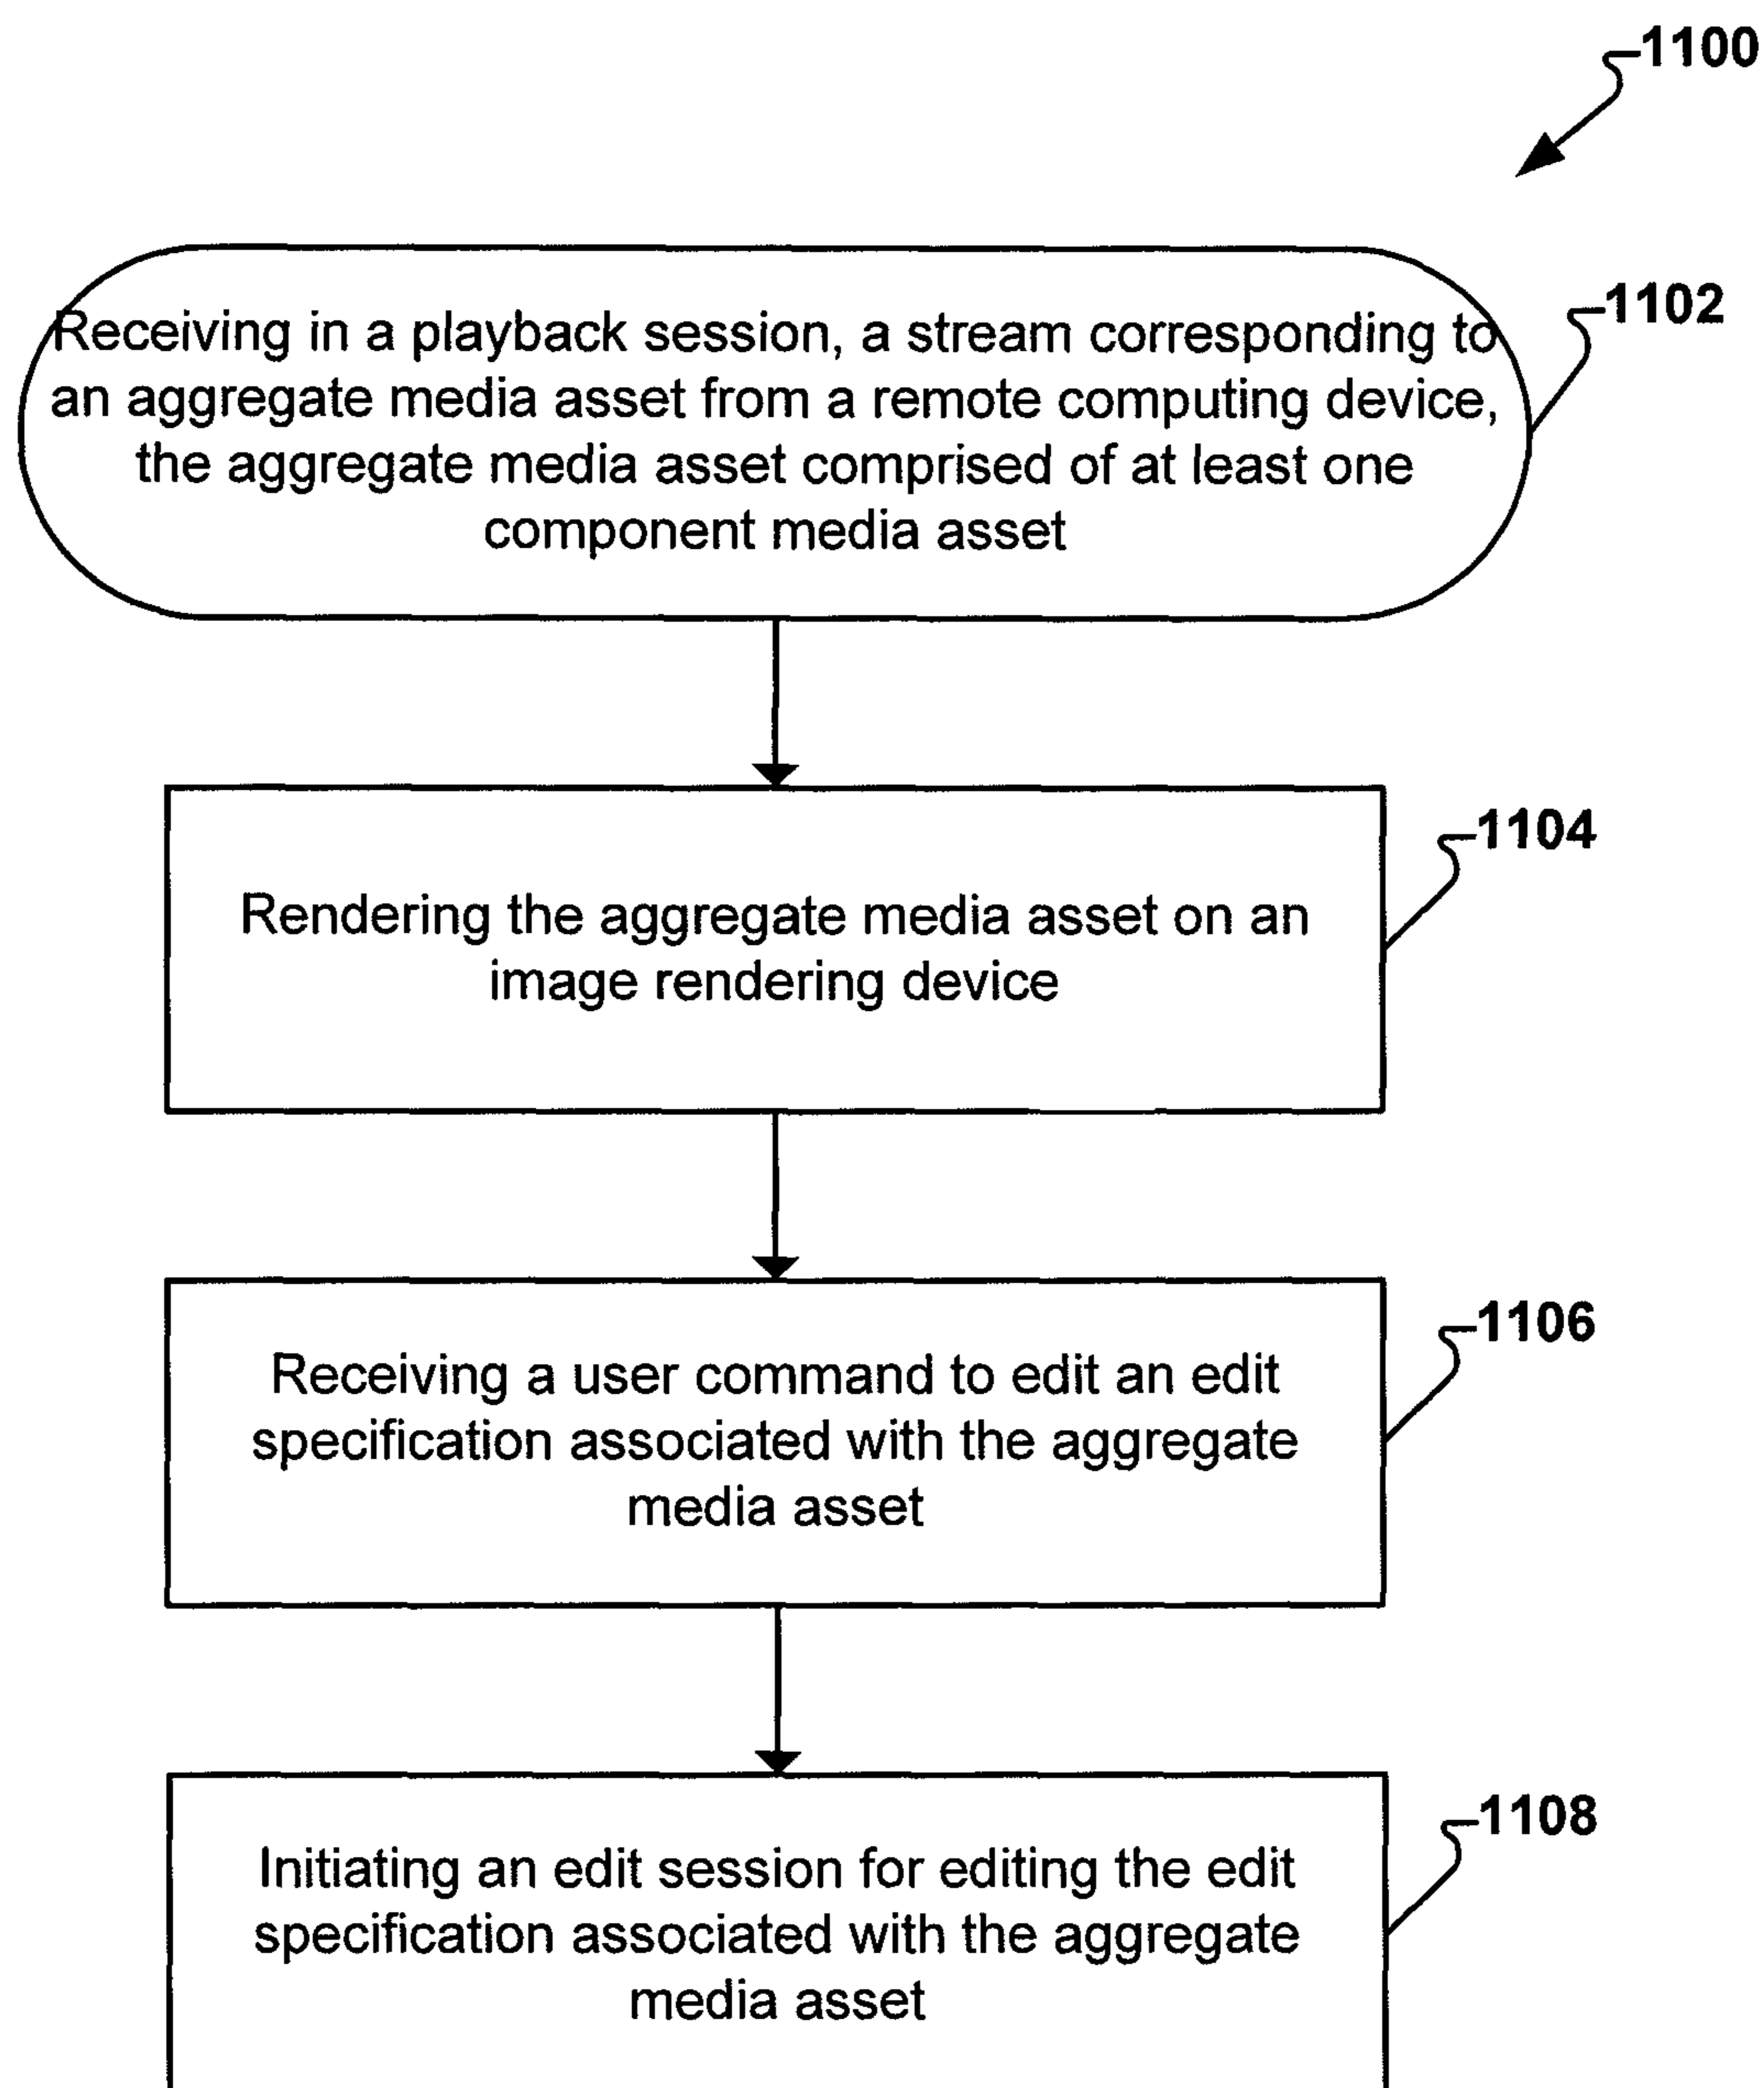 1100
Receiving in a playback session, a stream corresponding to
an aggregate media asset from a remote computing device,
the aggregate media asset comprised of at least one
component media asset
1102
Rendering the aggregate media asset on an
image rendering device
1104
Receiving a user command to edit an edit
specification associated with the aggregate
media asset
1106
Initiating an edit session for editing the edit
specification associated with the aggregate
media asset
1108